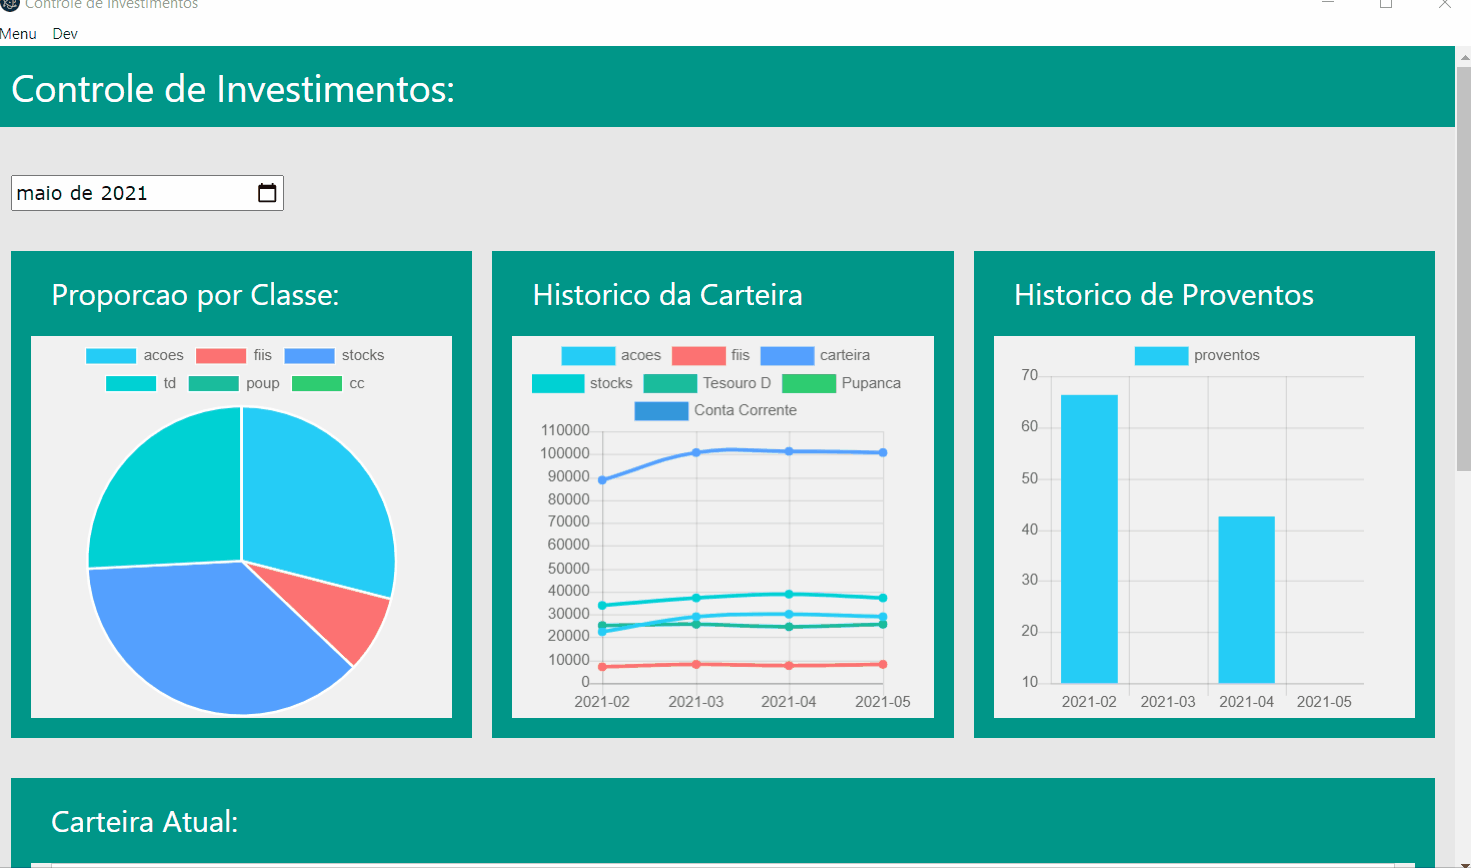 Controle de Investimentos
Menu Dev
Controle de Investimentos:
maio de 2021
Proporcao por Classe:
acoes fiis stocks
td poup cc
Historico da Carteira
acoes fiis carteira
stocks Tesouro D Pupanca
Conta Corrente
110000
100000
90000
80000
70000
60000
50000
40000
30000
20000
10000
0
2021-02 2021-03 2021-04 2021-05
Historico de Proventos
proventos
70
60
50
40
30
20
10
2021-02 2021-03 2021-04 2021-05
Carteira Atual: